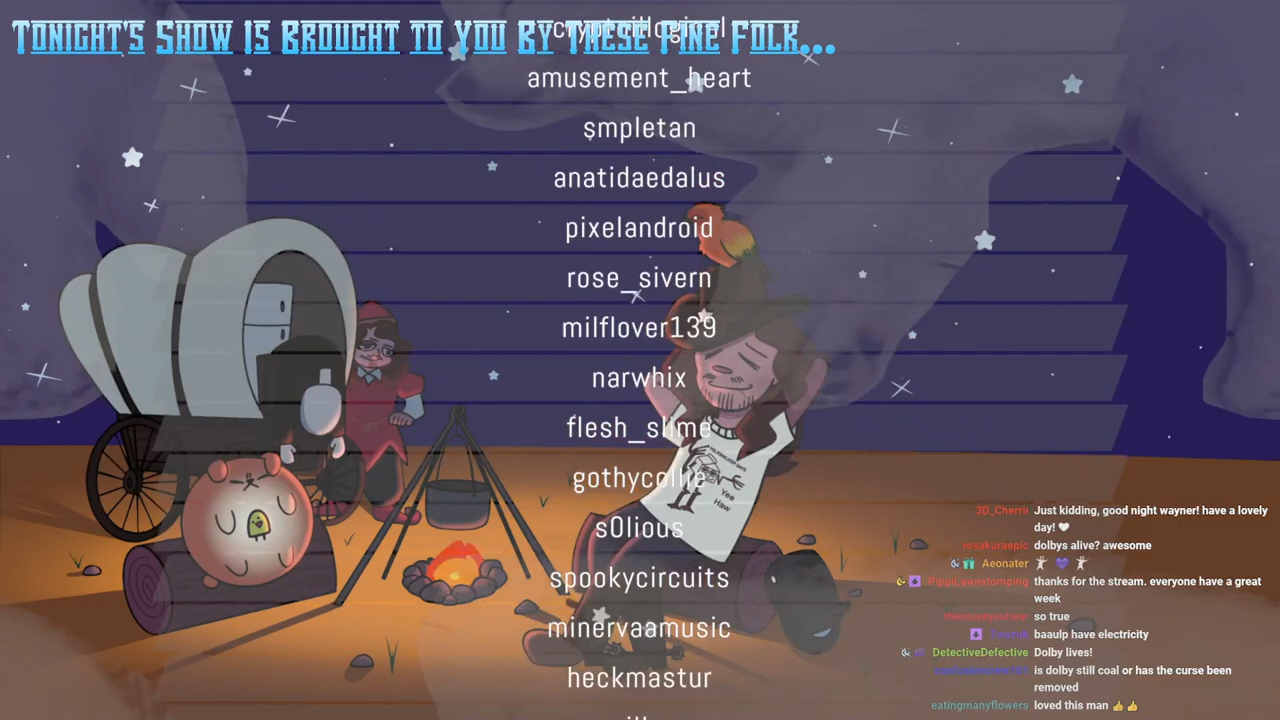 Tonight's Show Is Brought to You By These Fine Folk...
amusement_heart
smpletan
anatidaedalus
pixelandroid
rose_sivern
milflover139
narwhix
flesh_slime
gothycollie
s0lious
spookycircuits
minervaamusic
heckmastur
Yee
Haw
3D_Cherrii Just kidding, good night wayner! have a lovely
day!
rosakuraepic dolbys alive? awesome
Aeonater
PippiLawnstomping thanks for the stream. everyone have a great
week
thenoiseyouhear so true
baaulp have electricity
DetectiveDefective Dolby lives!
is dolby still coal or has the curse been
removed
eatingmanyflowers loved this man 👍👍